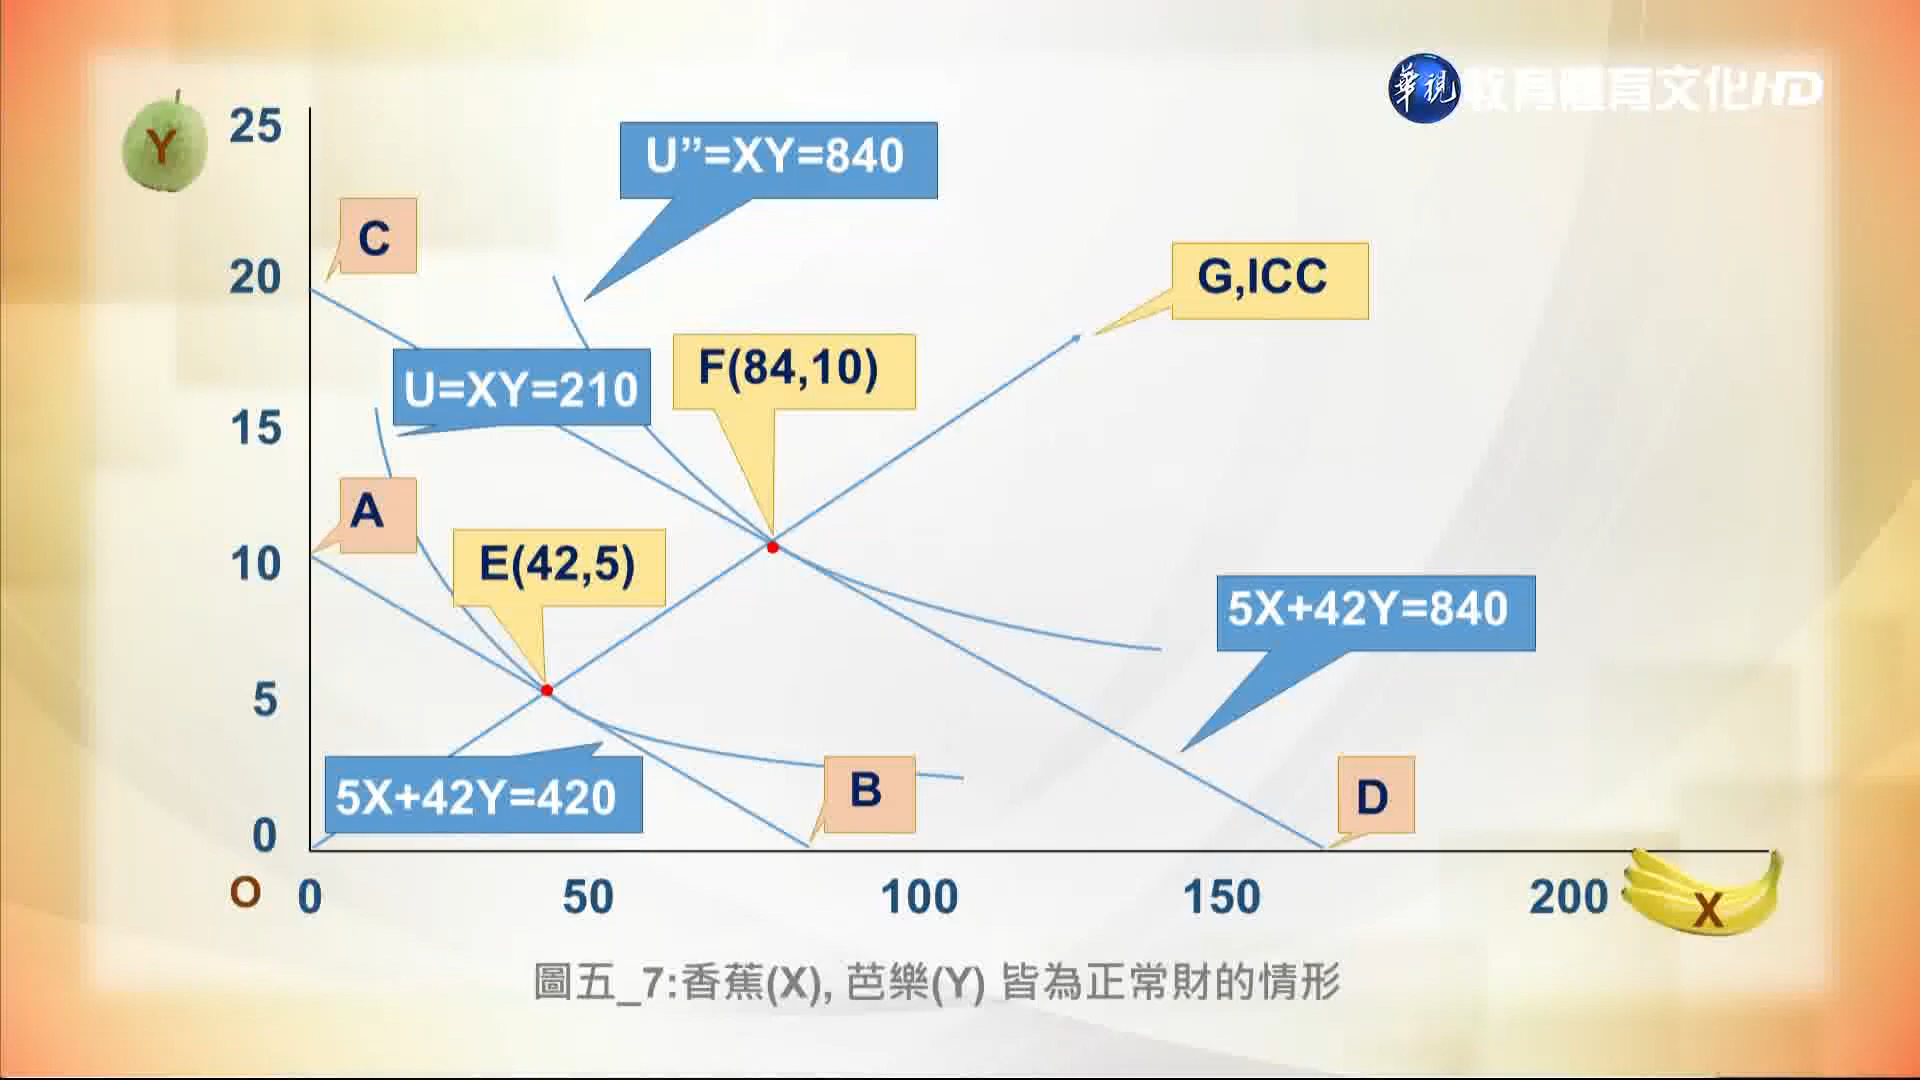 華視 教育體育文化HD
Y
25
20
15
10
5
0
U”=XY=840
C
G,ICC
U=XY=210
F(84,10)
A
E(42,5)
5X+42Y=840
5X+42Y=420
B
D
O 0 50 100 150 200 X
圖五_7:香蕉(X), 芭樂(Y) 皆為正常財的情形